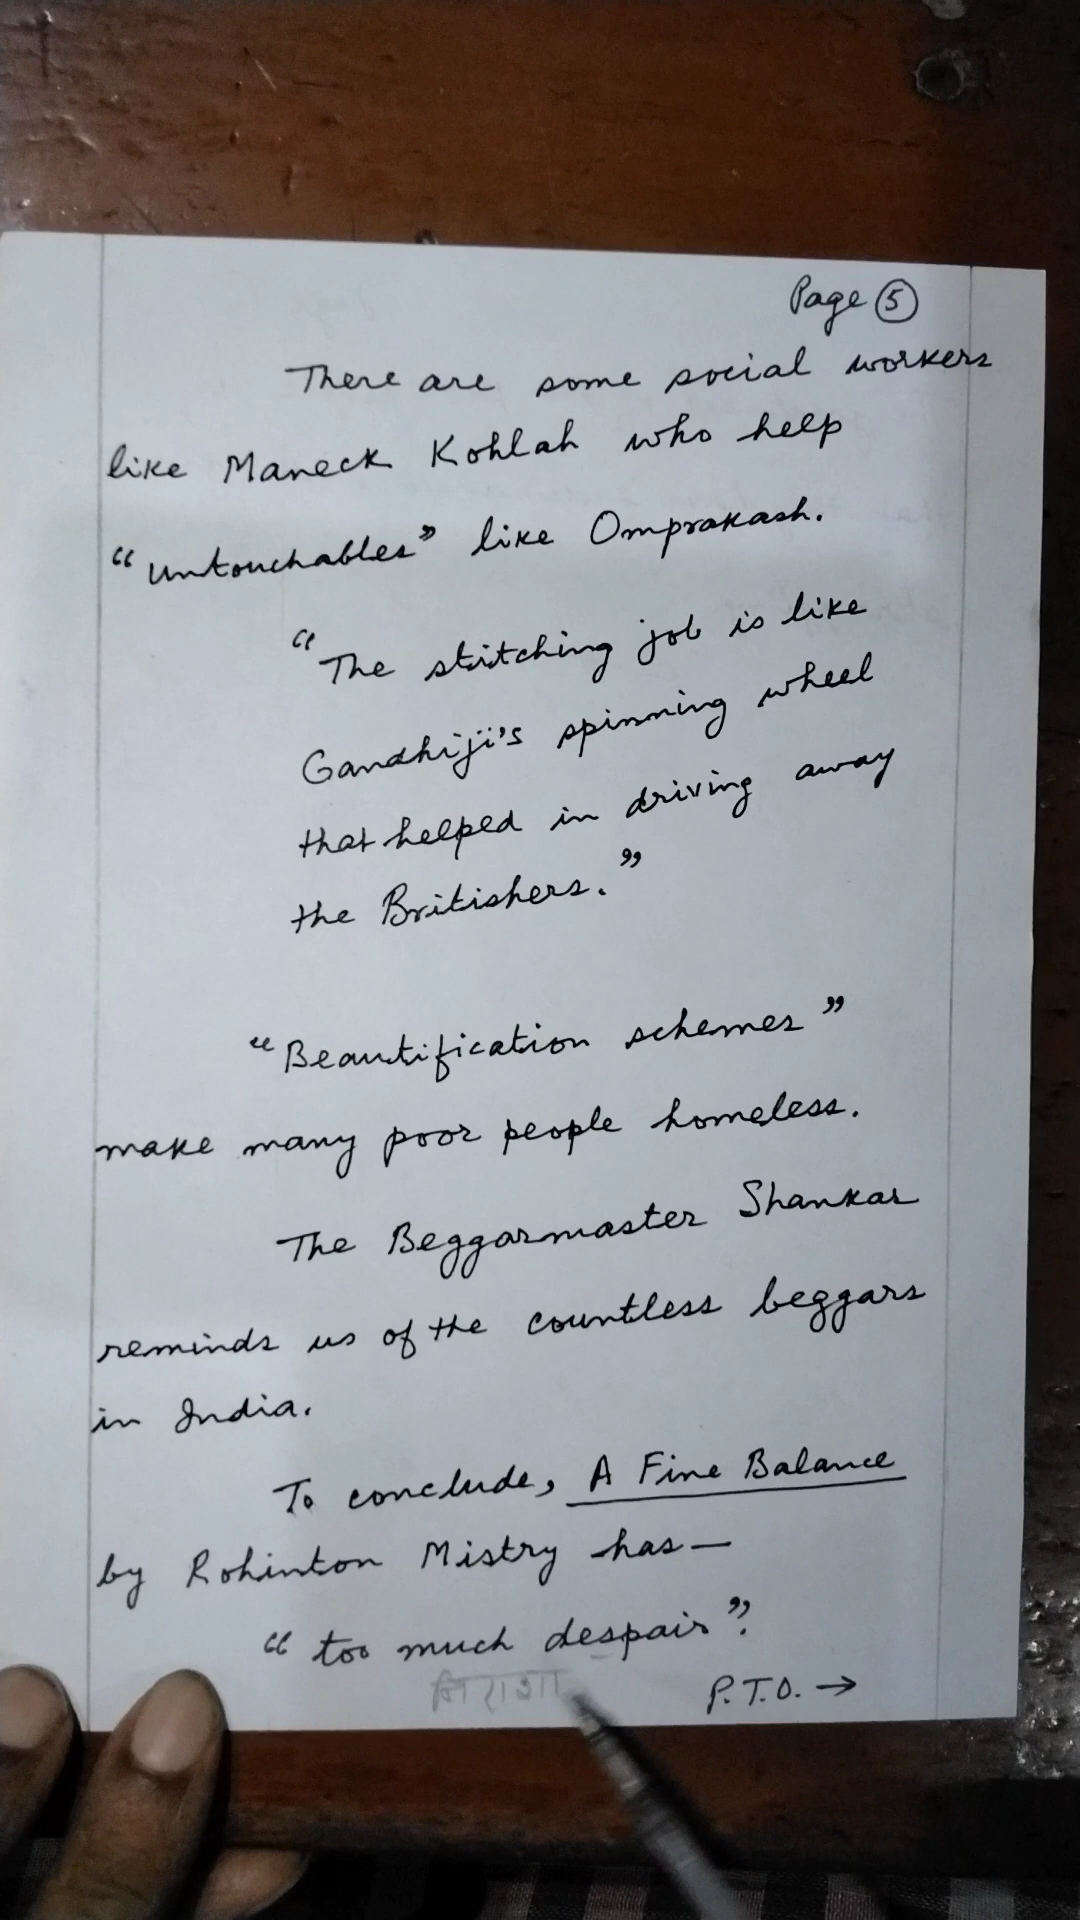 Page 5
There are some social workers
like Maneck Kohlah who help
“untouchables” like Omprakash.
“The stitching job is like
Gandhiji's spinning wheel
that helped in driving away
the Britishers.”
“Beautification schemes”
make many poor people homeless.
The Beggarmaster Shankar
reminds us of the countless beggars
in India.
To conclude, A Fine Balance
by Rohinton Mistry has—
“too much despair”.
निराशा
P.T.O. →